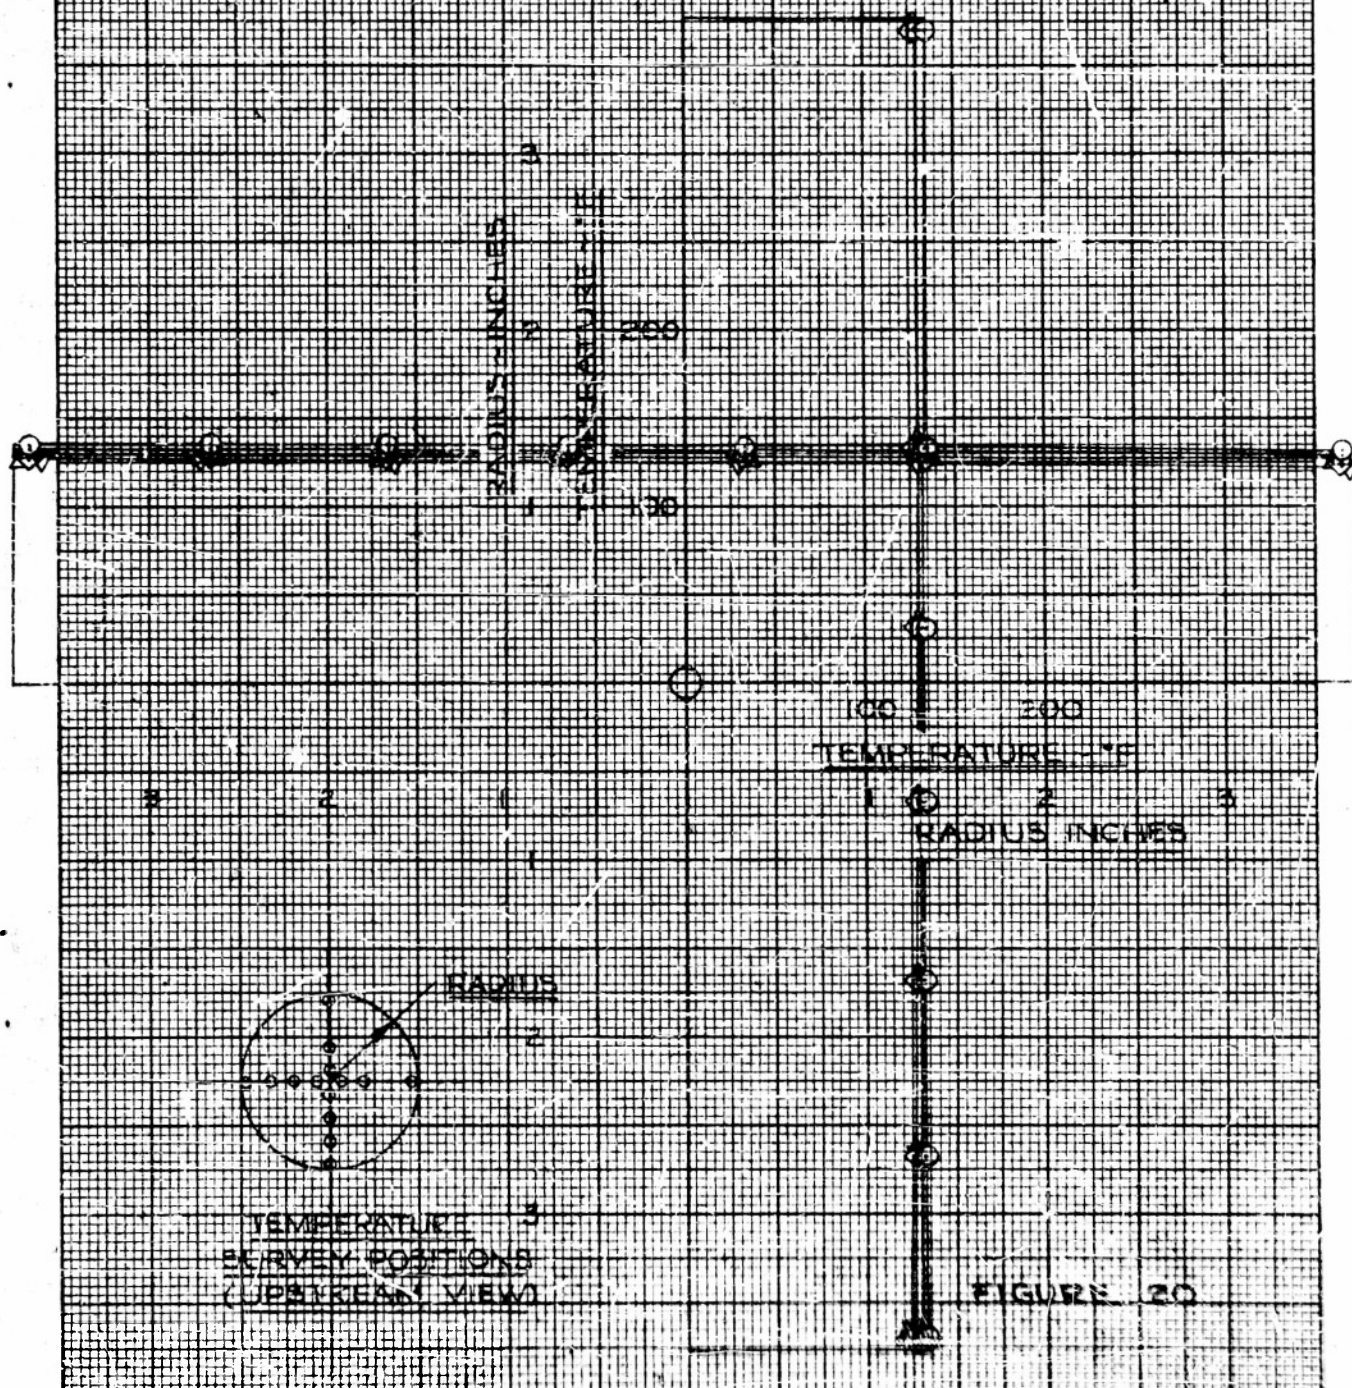 3
RADIUS-INCHES
TEMPERATURE-°F
2 200
1 100
100 200
TEMPERATURE-°F
3 2 1 1 2 3
RADIUS INCHES
1
RADIUS
2
TEMPERATURE 3
SURVEY POSITIONS
(UPSTREAM VIEW)
FIGURE 20